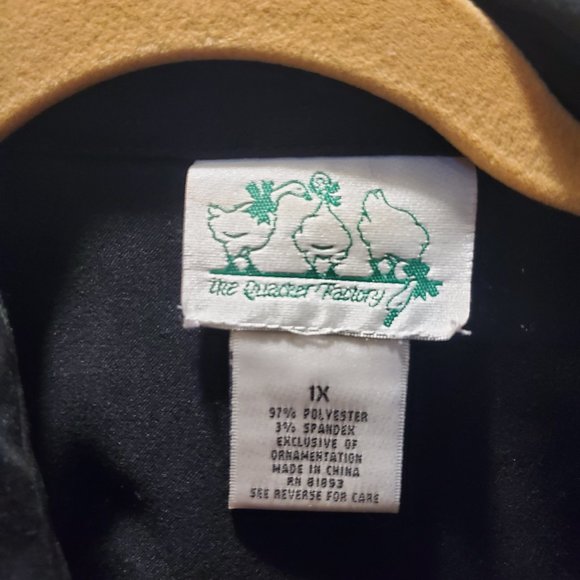 The Quacker Factory
1X
97% POLYESTER
3% SPANDEX
EXCLUSIVE OF
ORNAMENTATION
MADE IN CHINA
RN 81893
SEE REVERSE FOR CARE